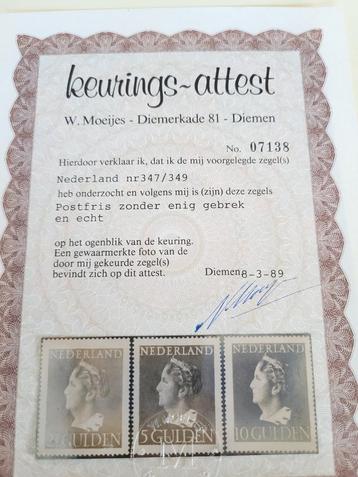 keurings~attest
W. Moeijes - Diemerkade 81 - Diemen
No. 07138
Hierdoor verklaar ik, dat ik de mij voorgelegde zegel(s)
Nederland nr347/349
heb onderzocht en volgens mij is (zijn) deze zegels
Postfris zonder enig gebrek
en echt
op het ogenblik van de keuring.
Een gewaarmerkte foto van de
door mij gekeurde zegel(s)
bevindt zich op dit attest.
Diemen 8-3-89
NEDERLAND NEDERLAND NEDERLAND
GULDEN 5 GULDEN 10 GULDEN